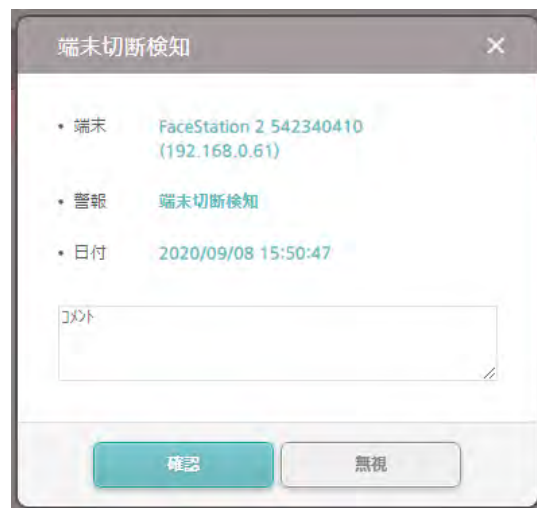 端末切断検知
• 端末 FaceStation 2 542340410
(192.168.0.61)
• 警報 端末切断検知
• 日付 2020/09/08 15:50:47
コメント
確認 無視